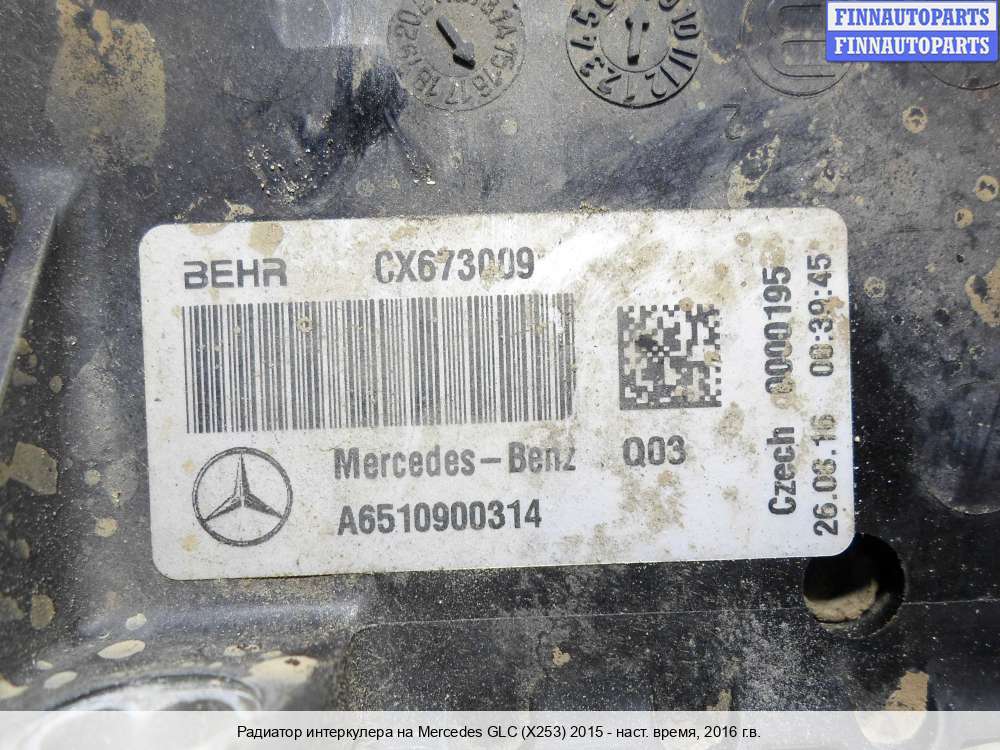 FINNAUTOPARTS
FINNAUTOPARTS
BEHR CX673009
Mercedes-Benz Q03
A6510900314
Czech 0000195
26.08.16 00:39:45
Радиатор интеркулера на Mercedes GLC (X253) 2015 - наст. время, 2016 г.в.